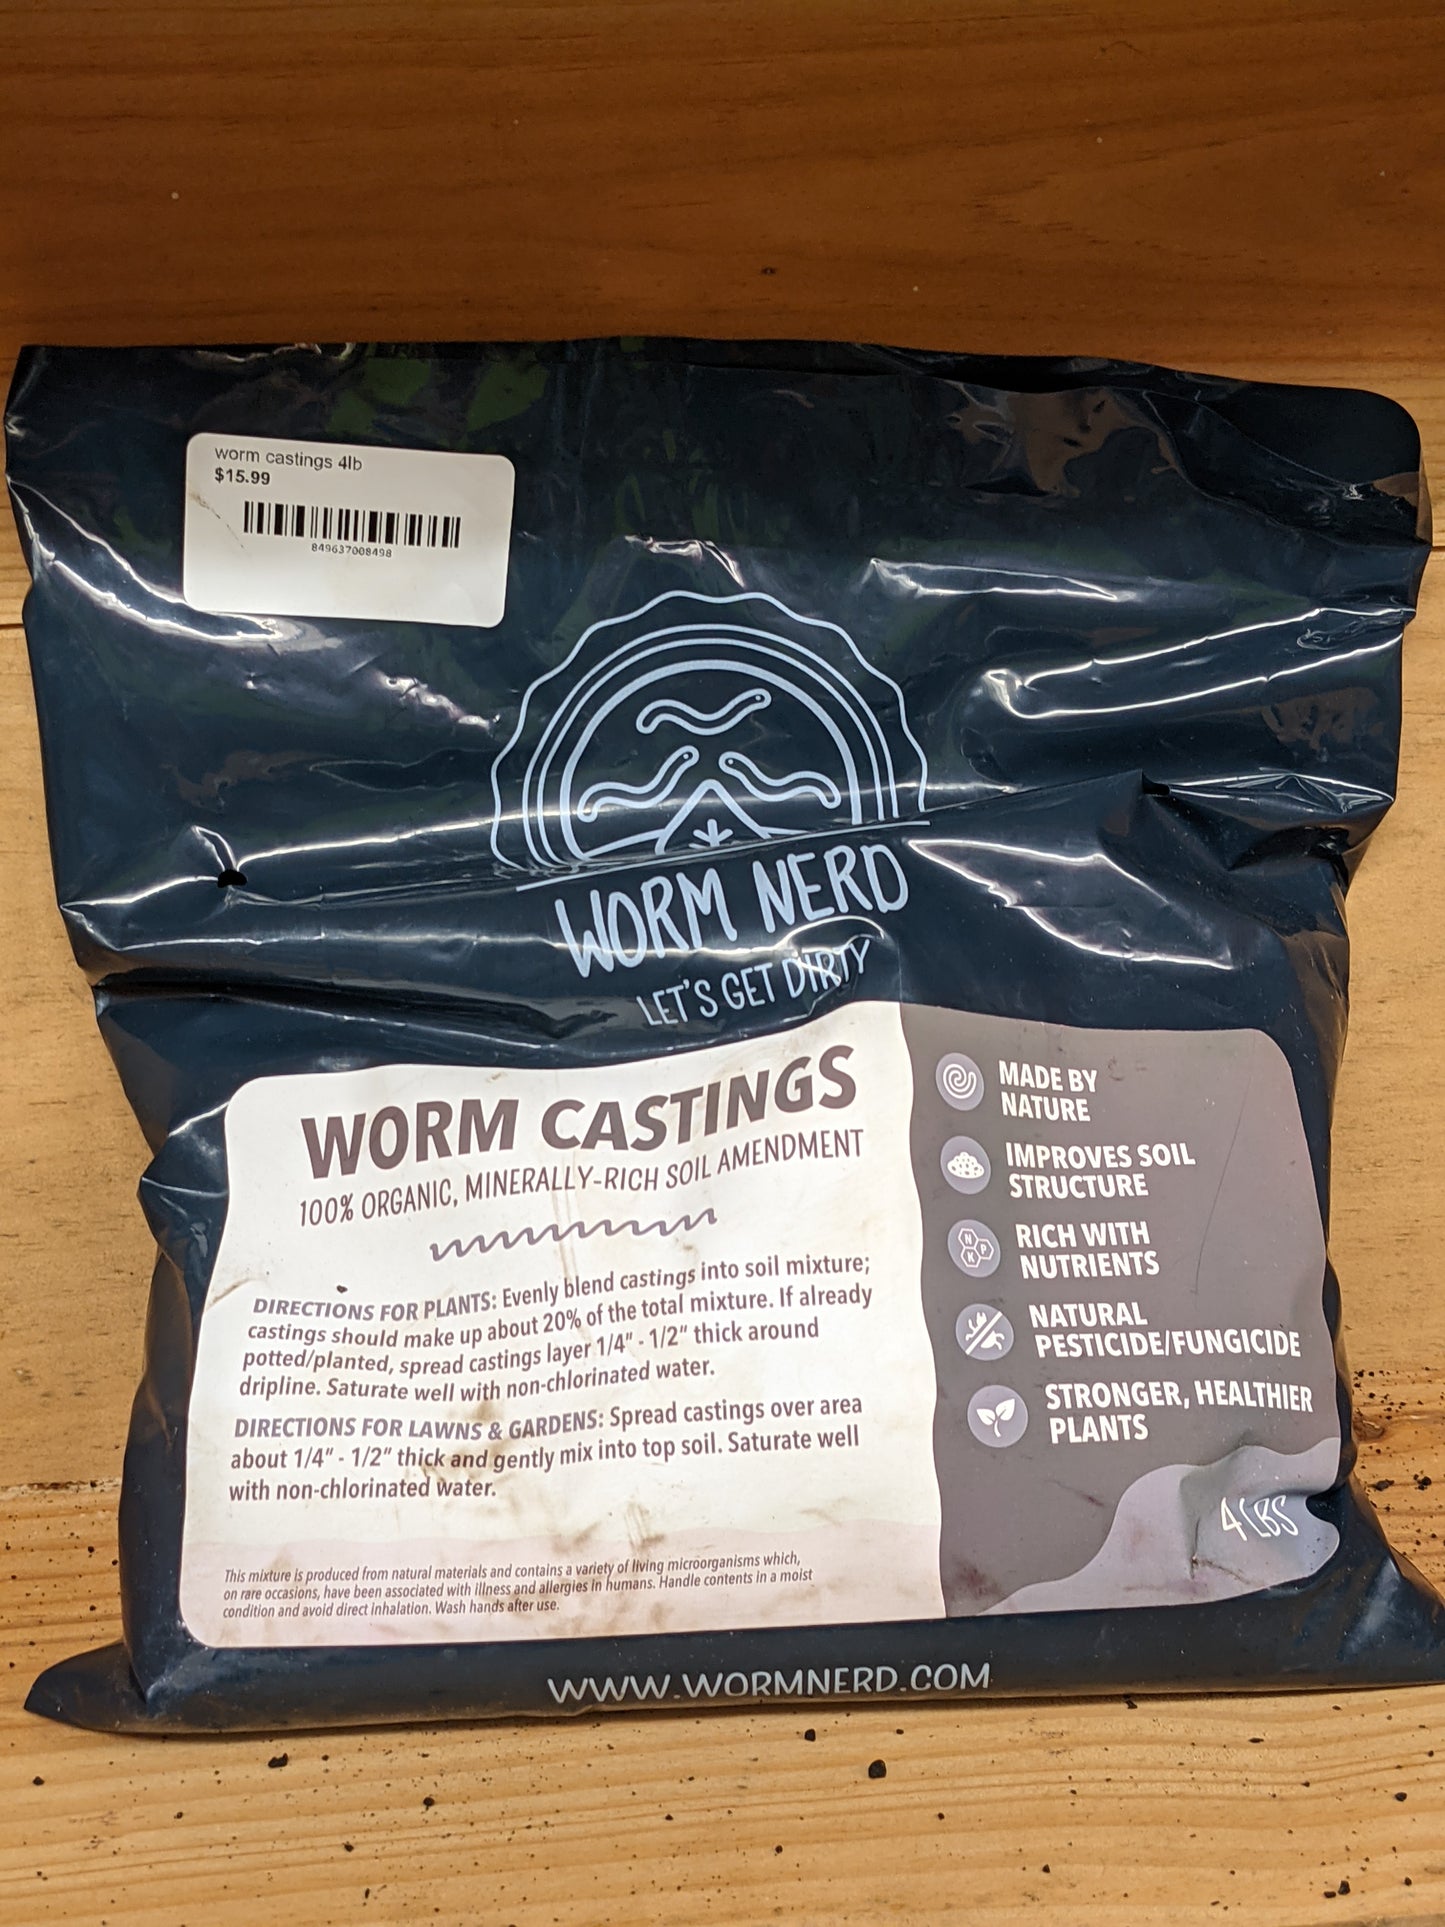 worm castings 4lb
$15.99
849637008498
WORM NERD
LET'S GET DIRTY
WORM CASTINGS
100% ORGANIC, MINERALLY-RICH SOIL AMENDMENT
DIRECTIONS FOR PLANTS: Evenly blend castings into soil mixture;
castings should make up about 20% of the total mixture. If already
potted/planted, spread castings layer 1/4" - 1/2" thick around
dripline. Saturate well with non-chlorinated water.
DIRECTIONS FOR LAWNS & GARDENS: Spread castings over area
about 1/4" - 1/2" thick and gently mix into top soil. Saturate well
with non-chlorinated water.
This mixture is produced from natural materials and contains a variety of living microorganisms which,
on rare occasions, have been associated with illness and allergies in humans. Handle contents in a moist
condition and avoid direct inhalation. Wash hands after use.
MADE BY
NATURE
IMPROVES SOIL
STRUCTURE
N
K P
RICH WITH
NUTRIENTS
NATURAL
PESTICIDE/FUNGICIDE
STRONGER, HEALTHIER
PLANTS
4 LBS
WWW.WORMNERD.COM